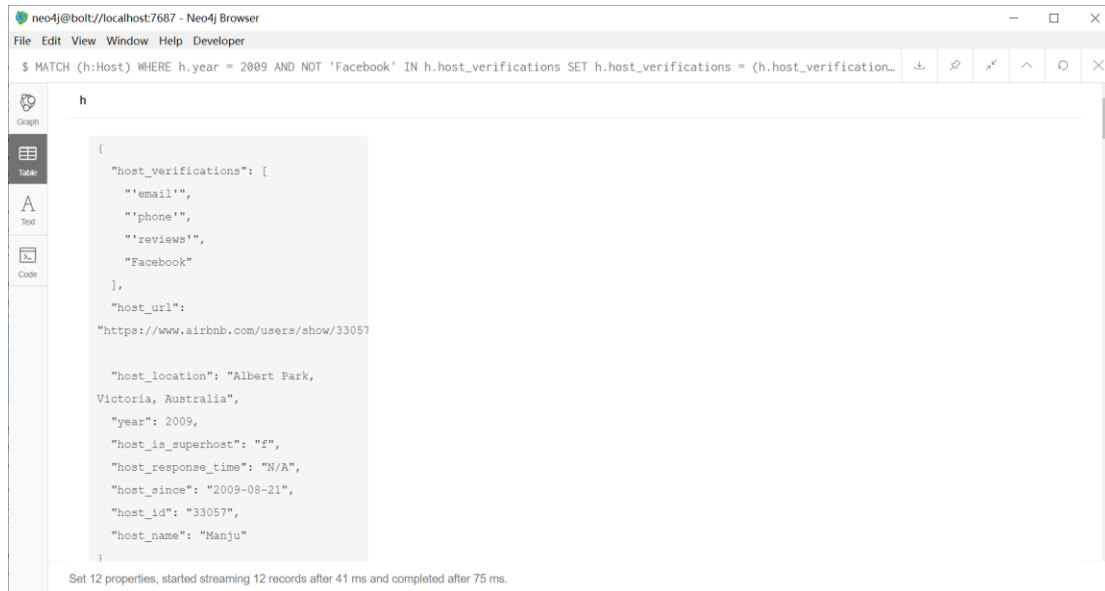 neo4j@bolt://localhost:7687 - Neo4j Browser
File Edit View Window Help Developer
$ MATCH (h:Host) WHERE h.year = 2009 AND NOT 'Facebook' IN h.host_verifications SET h.host_verifications = (h.host_verification…
Graph
Table
Text
Code
h
{
"host_verifications": [
"'email'",
"'phone'",
"'reviews'",
"Facebook"
],
"host_url":
"https://www.airbnb.com/users/show/33057
"host_location": "Albert Park,
Victoria, Australia",
"year": 2009,
"host_is_superhost": "f",
"host_response_time": "N/A",
"host_since": "2009-08-21",
"host_id": "33057",
"host_name": "Manju"
}
Set 12 properties, started streaming 12 records after 41 ms and completed after 75 ms.